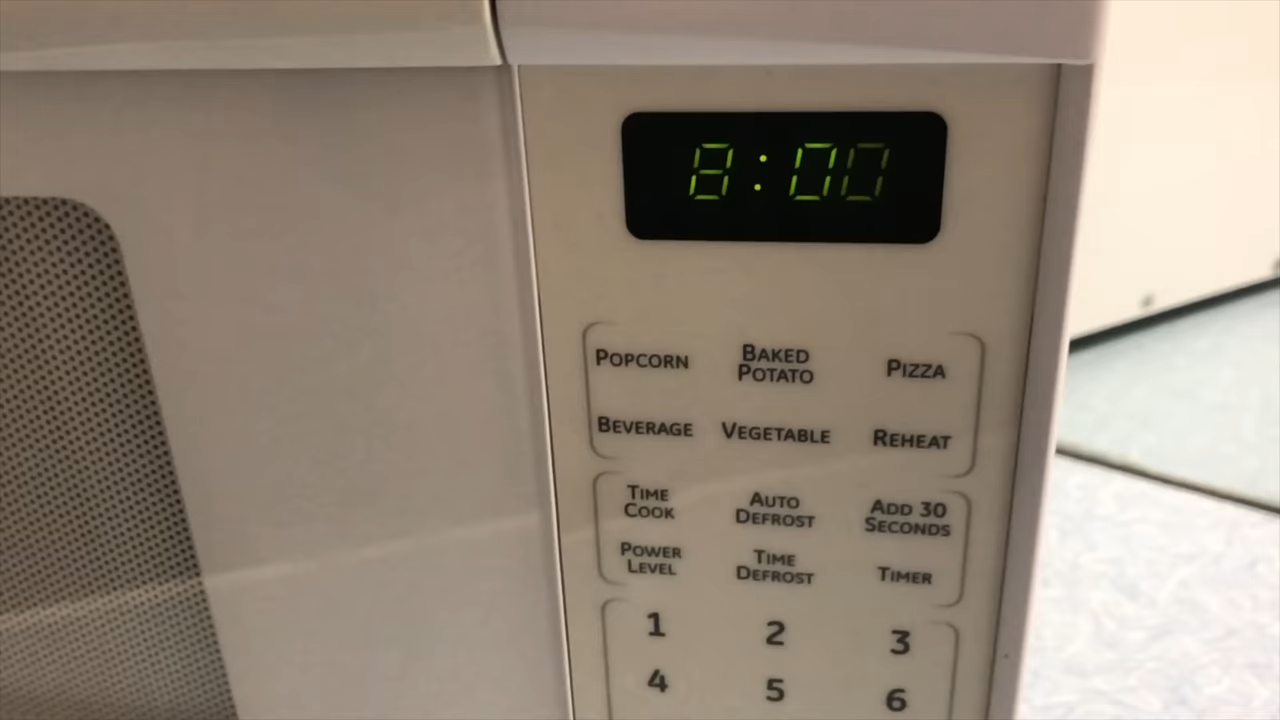 8:00
POPCORN BAKED POTATO PIZZA
BEVERAGE VEGETABLE REHEAT
TIME COOK AUTO DEFROST ADD 30 SECONDS
POWER LEVEL TIME DEFROST TIMER
1 2 3
4 5 6